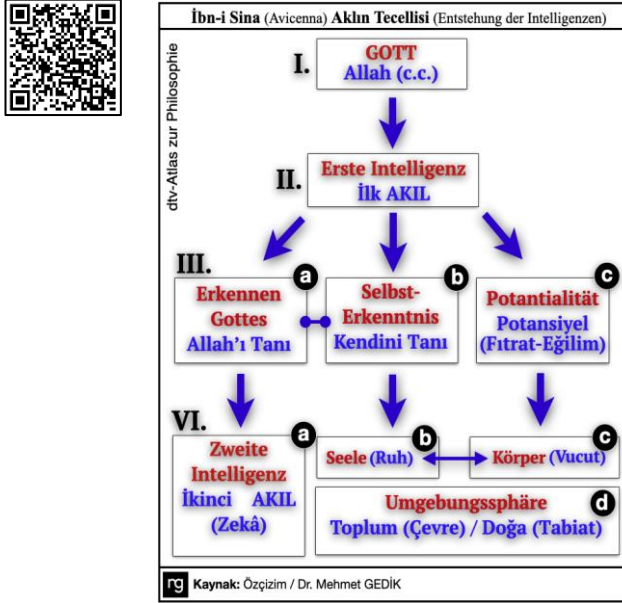 İbn-i Sina (Avicenna) Aklın Tecellisi (Entstehung der Intelligenzen)
dtv-Atlas zur Philosophie
I.
GOTT
Allah (c.c.)
II.
Erste Intelligenz
İlk AKIL
III.
a
Erkennen
Gottes
Allah’ı Tanı
b
Selbst-
Erkenntnis
Kendini Tanı
c
Potantialität
Potansiyel
(Fıtrat-Eğilim)
VI.
a
Zweite
Intelligenz
İkinci AKIL
(Zekâ)
b
Seele (Ruh)
c
Körper (Vucut)
d
Umgebungssphäre
Toplum (Çevre) / Doğa (Tabiat)
rg Kaynak: Özçizim / Dr. Mehmet GEDİK